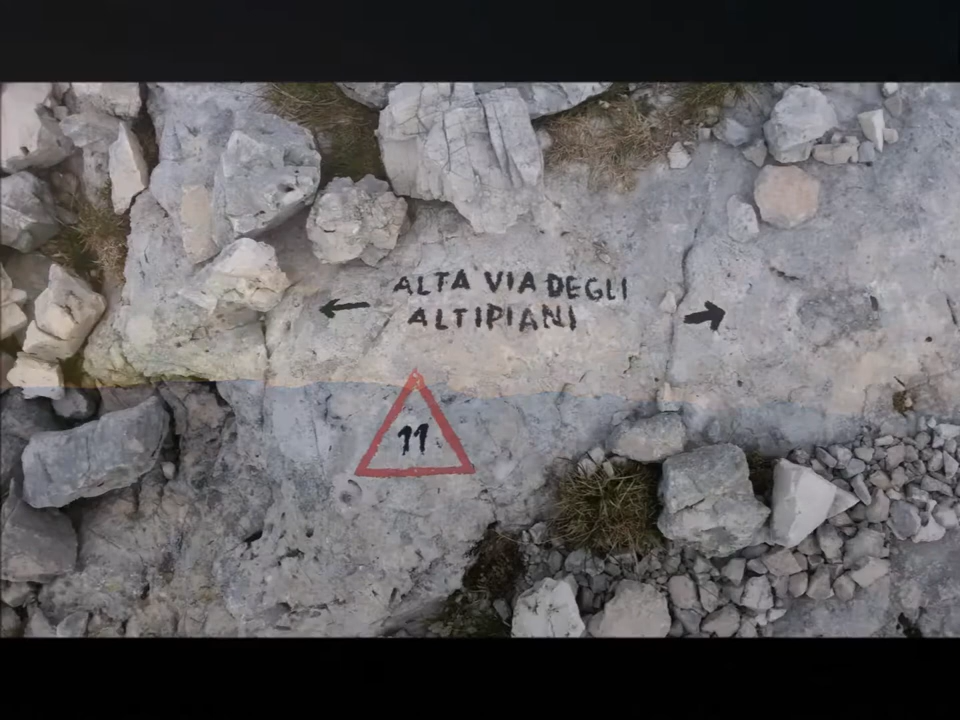 ALTA VIA DEGLI
← ALTIPIANI →
11